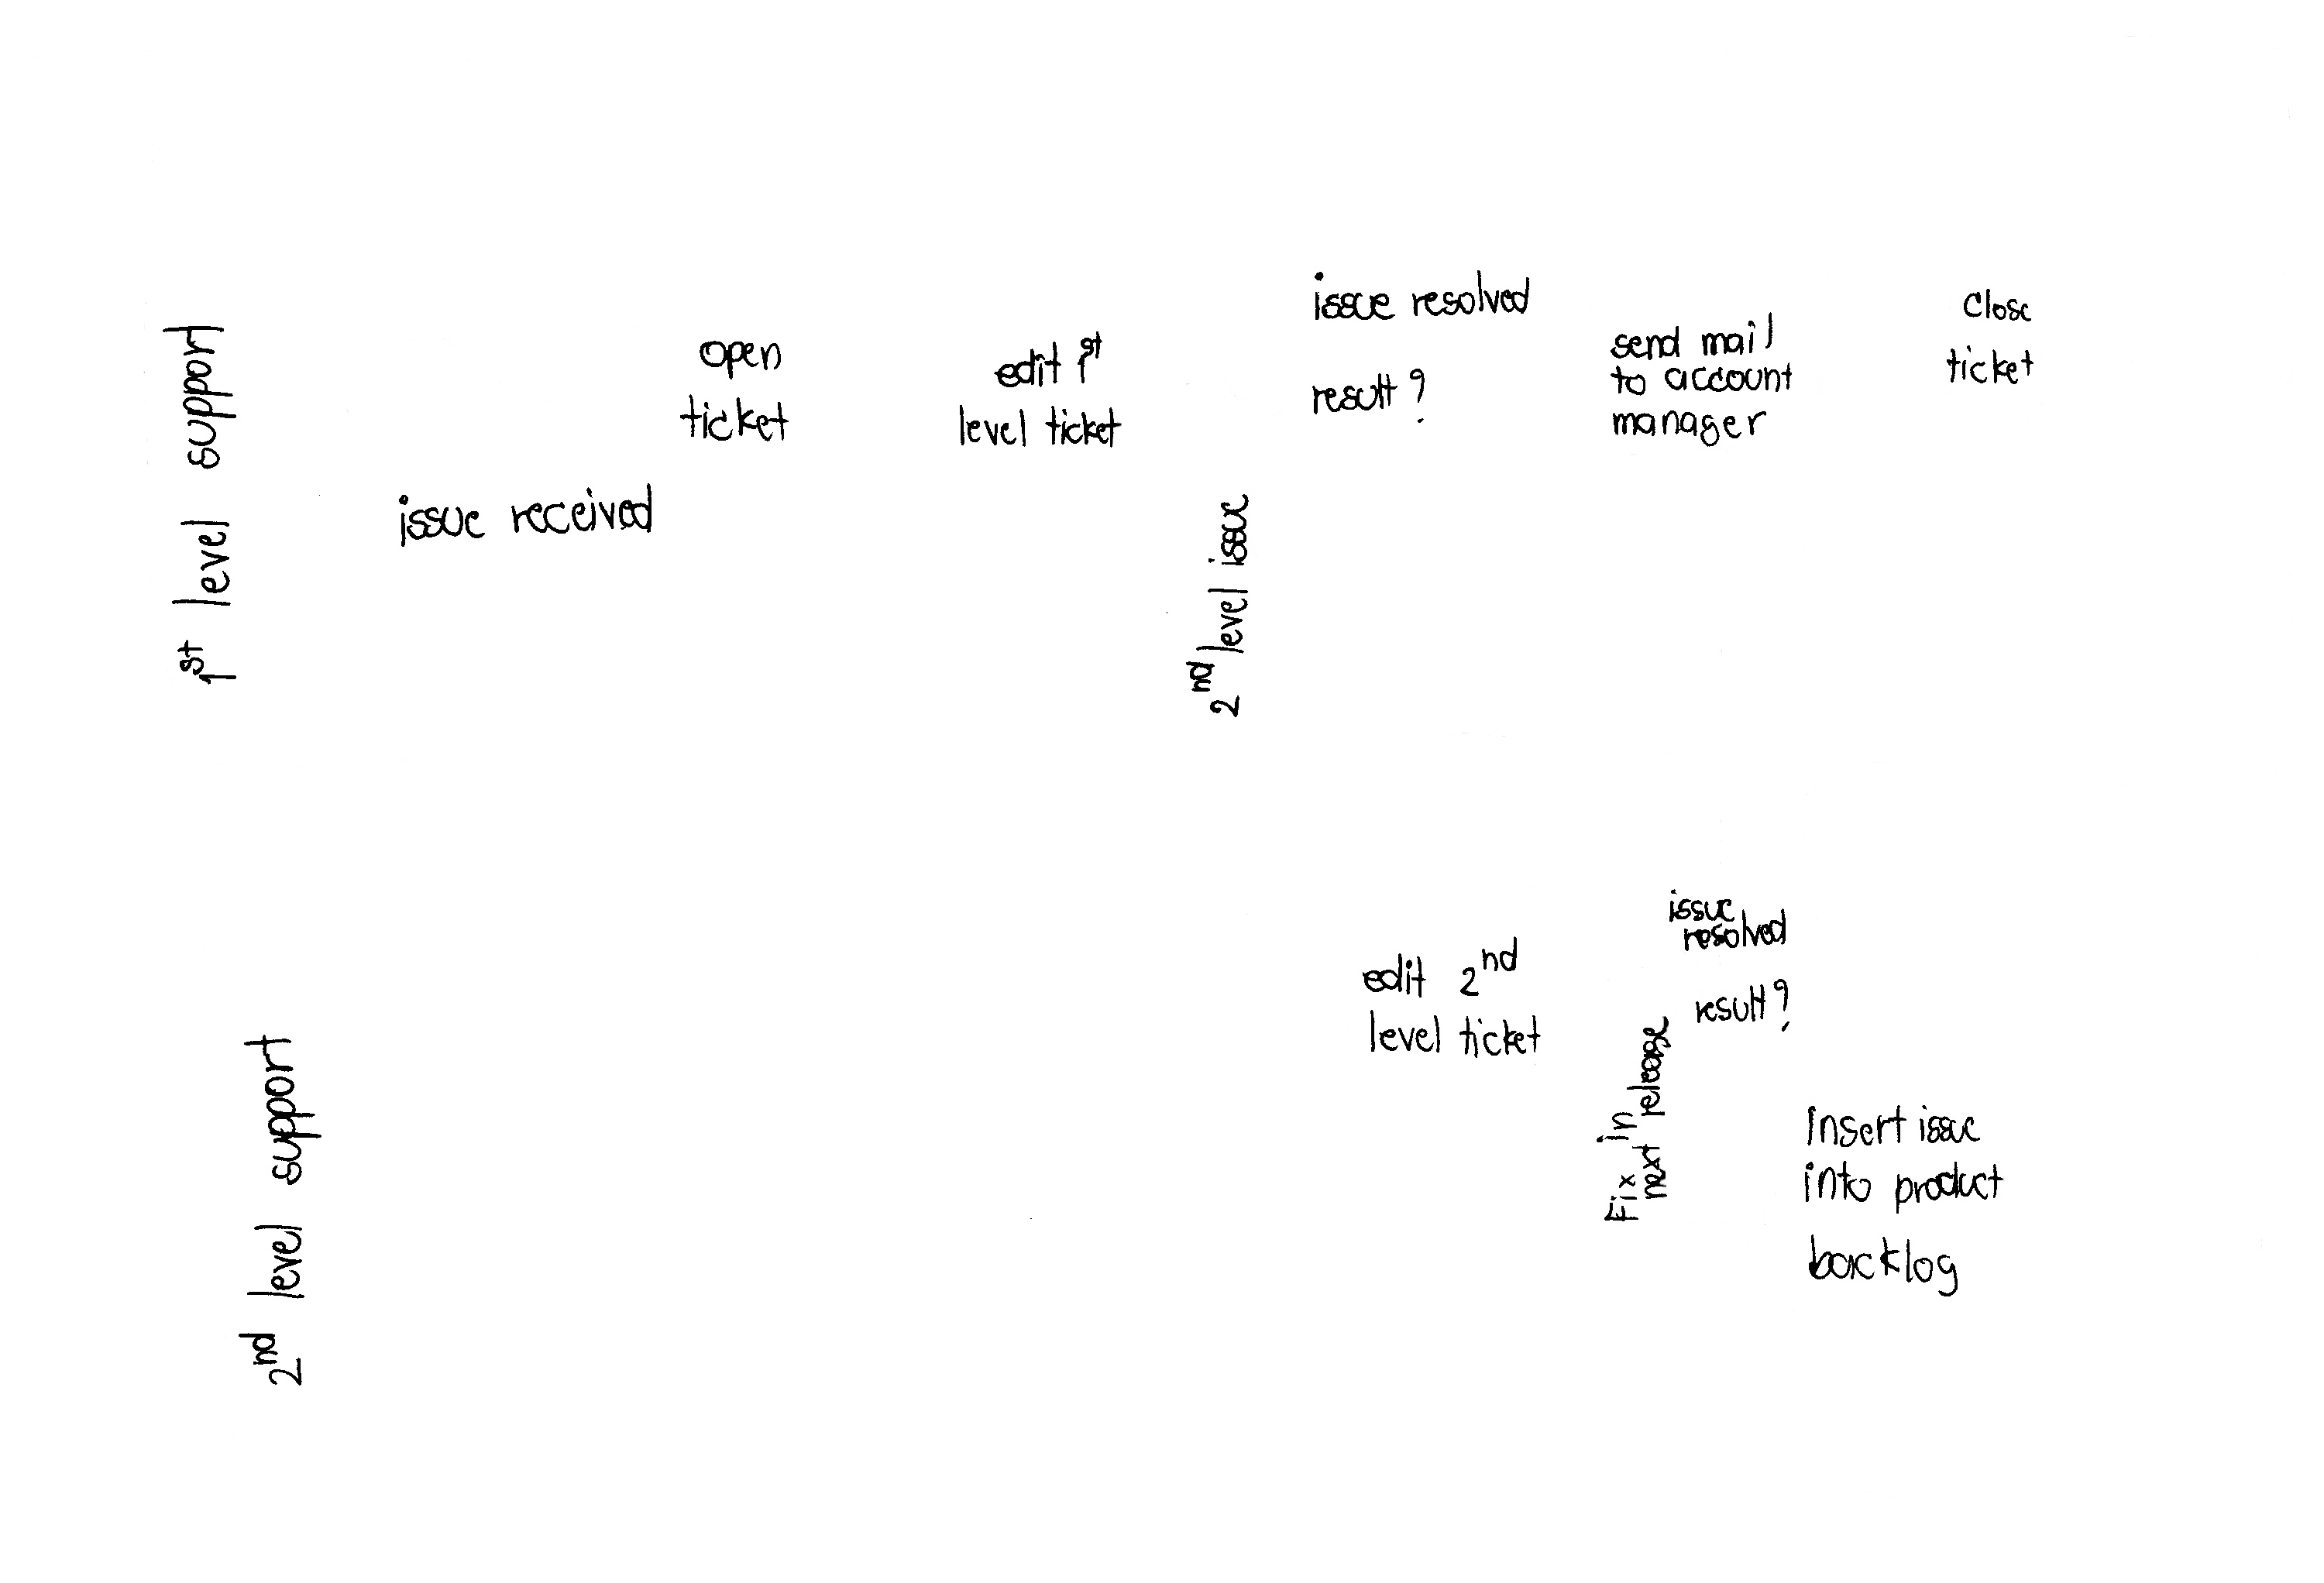 1st level support
issue received
open
ticket
edit 1st
level ticket
2nd level issue
issue resolved
result?
send mail
to account
manager
Close
ticket
2nd level support
edit 2nd
level ticket
issue
resolved
result?
Fix in
next release
Insert issue
into product
backlog